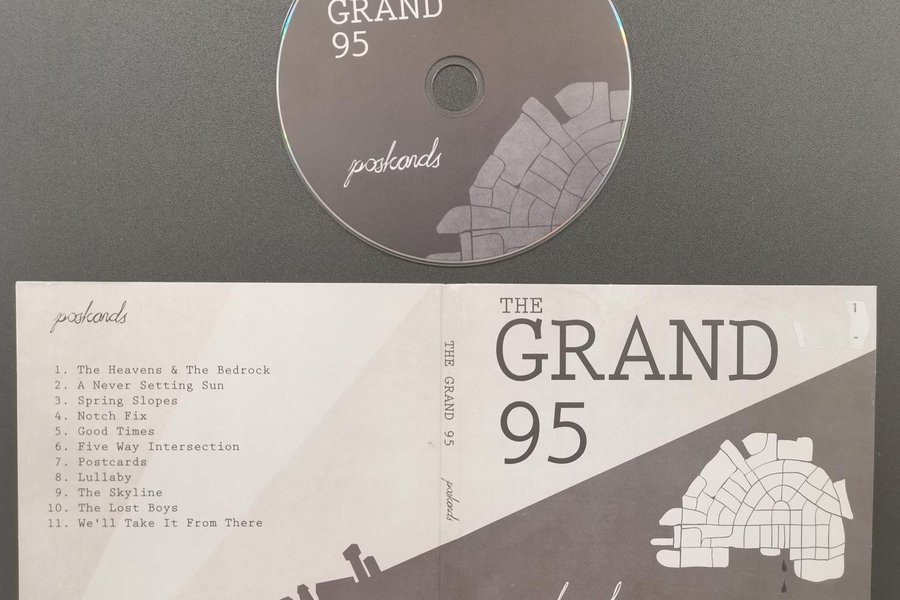 GRAND
95
postcards
postcards
1. The Heavens & The Bedrock
2. A Never Setting Sun
3. Spring Slopes
4. Notch Fix
5. Good Times
6. Five Way Intersection
7. Postcards
8. Lullaby
9. The Skyline
10. The Lost Boys
11. We'll Take It From There
THE GRAND 95
postcards
THE
GRAND
95
1